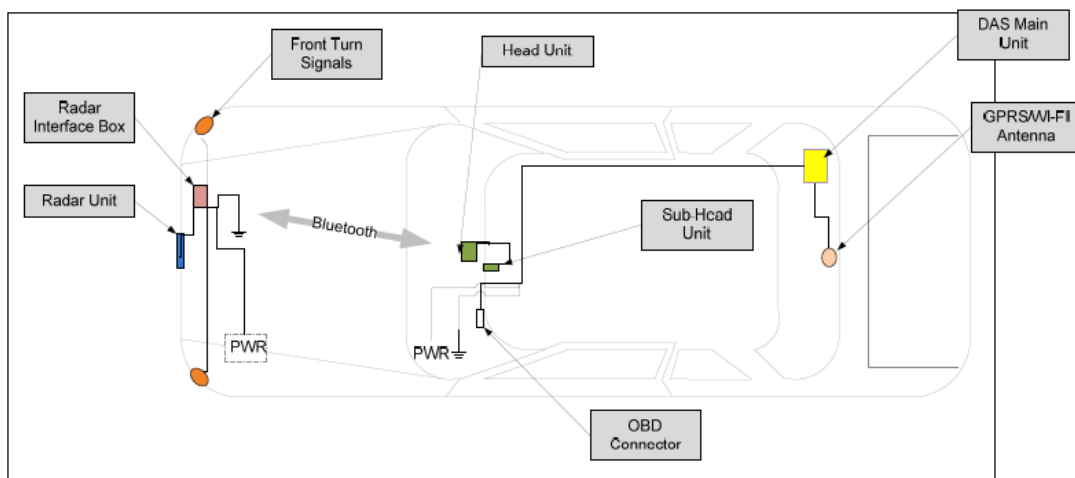 Front Turn
Signals
Head Unit
DAS Main
Unit
Radar
Interface Box
GPRS/WI-FI
Antenna
Radar Unit
Sub-Head
Unit
Bluetooth
PWR
PWR
OBD
Connector